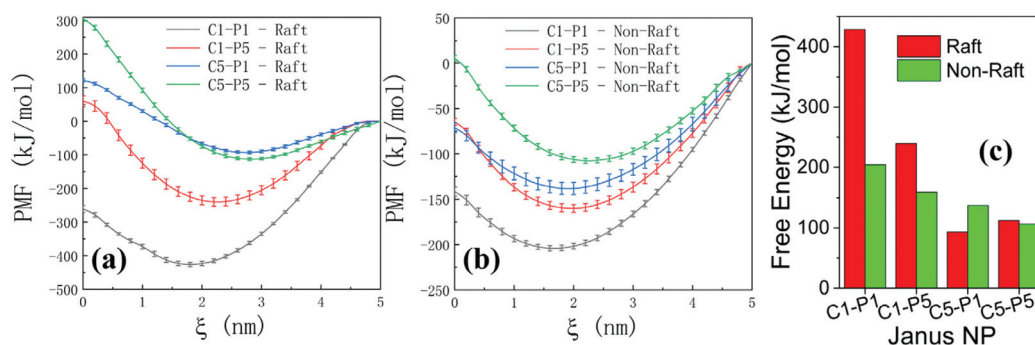 300
200
100
0
-100
-200
-300
-400
-500
PMF (kJ/mol)
C1-P1 - Raft
C1-P5 - Raft
C5-P1 - Raft
C5-P5 - Raft
(a)
0 1 2 3 4 5
ξ (nm)
50
0
-50
-100
-150
-200
-250
PMF (kJ/mol)
C1-P1 - Non-Raft
C1-P5 - Non-Raft
C5-P1 - Non-Raft
C5-P5 - Non-Raft
(b)
0 1 2 3 4 5
ξ (nm)
400
300
200
100
0
Free Energy (kJ/mol)
Raft
Non-Raft
(c)
C1-P1 C1-P5 C5-P1 C5-P5
Janus NP